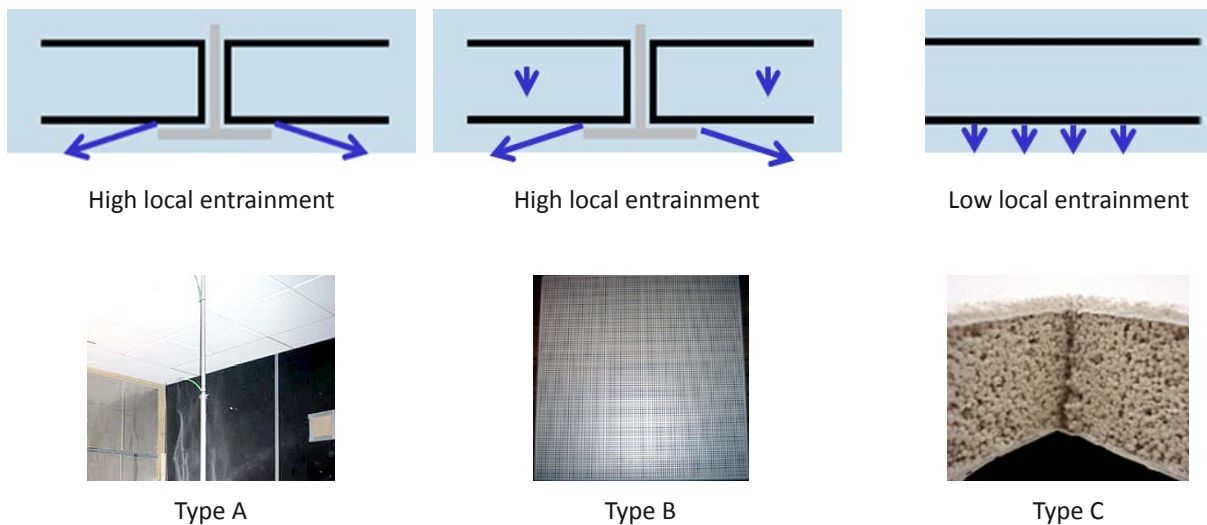 High local entrainment
High local entrainment
Low local entrainment
Type A
Type B
Type C